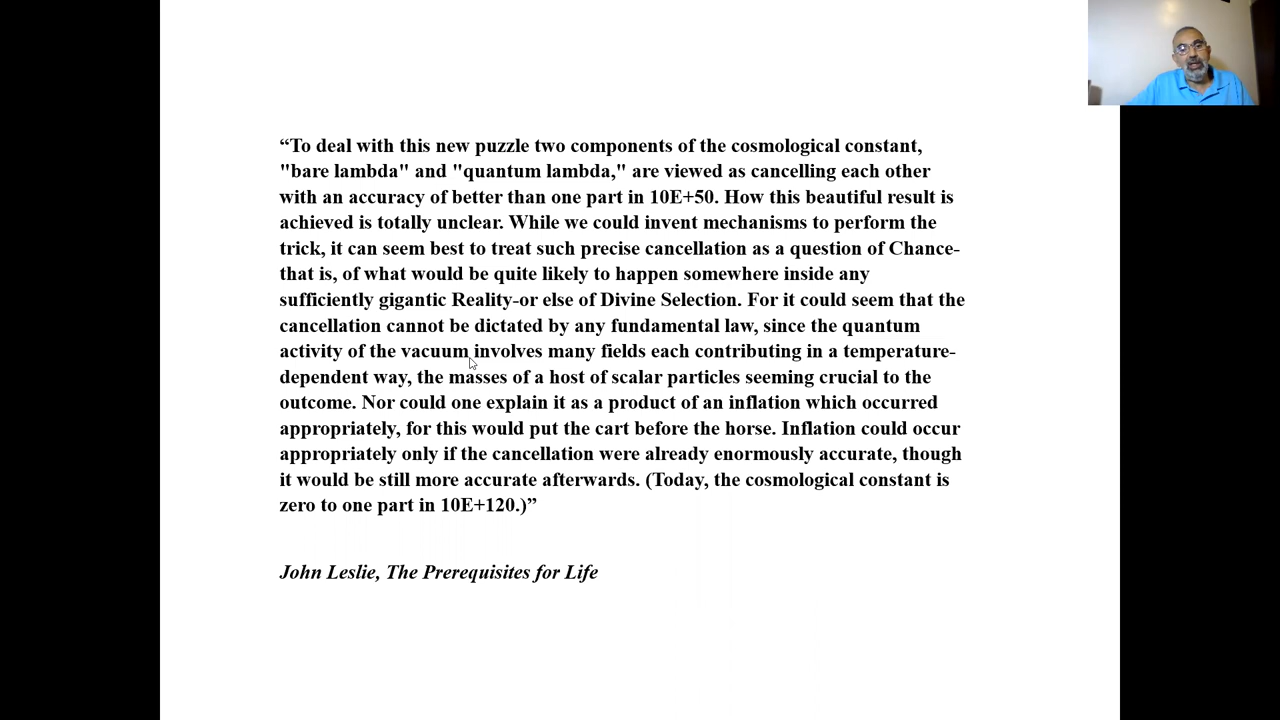 “To deal with this new puzzle two components of the cosmological constant,
"bare lambda" and "quantum lambda," are viewed as cancelling each other
with an accuracy of better than one part in 10E+50. How this beautiful result is
achieved is totally unclear. While we could invent mechanisms to perform the
trick, it can seem best to treat such precise cancellation as a question of Chance-
that is, of what would be quite likely to happen somewhere inside any
sufficiently gigantic Reality-or else of Divine Selection. For it could seem that the
cancellation cannot be dictated by any fundamental law, since the quantum
activity of the vacuum involves many fields each contributing in a temperature-
dependent way, the masses of a host of scalar particles seeming crucial to the
outcome. Nor could one explain it as a product of an inflation which occurred
appropriately, for this would put the cart before the horse. Inflation could occur
appropriately only if the cancellation were already enormously accurate, though
it would be still more accurate afterwards. (Today, the cosmological constant is
zero to one part in 10E+120.)”
John Leslie, The Prerequisites for Life